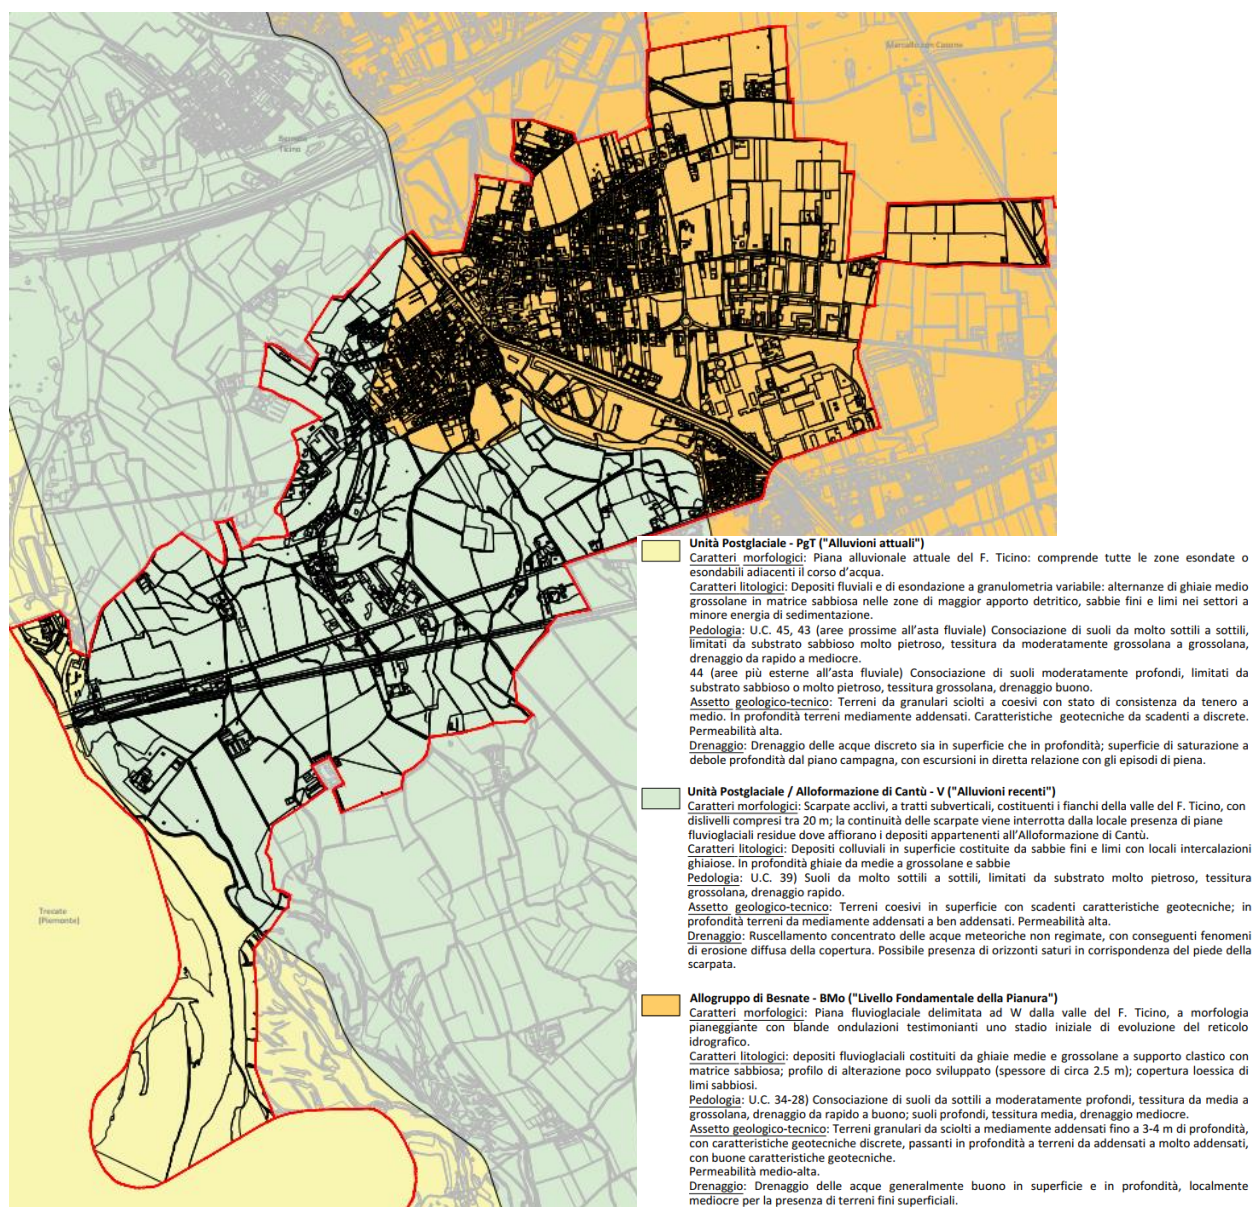 Marcallo con Casone
Bernate
Ticino
Unità Postglaciale - PgT ("Alluvioni attuali")
Caratteri morfologici: Piana alluvionale attuale del F. Ticino: comprende tutte le zone esondate o
esondabili adiacenti il corso d'acqua.
Caratteri litologici: Depositi fluviali e di esondazione a granulometria variabile: alternanze di ghiaie medio
grossolane in matrice sabbiosa nelle zone di maggior apporto detritico, sabbie fini e limi nei settori a
minore energia di sedimentazione.
Pedologia: U.C. 45, 43 (aree prossime all'asta fluviale) Consociazione di suoli da molto sottili a sottili,
limitati da substrato sabbioso molto pietroso, tessitura da moderatamente grossolana a grossolana,
drenaggio da rapido a mediocre.
44 (aree più esterne all'asta fluviale) Consociazione di suoli moderatamente profondi, limitati da
substrato sabbioso o molto pietroso, tessitura grossolana, drenaggio buono.
Assetto geologico-tecnico: Terreni da granulari sciolti a coesivi con stato di consistenza da tenero a
medio. In profondità terreni mediamente addensati. Caratteristiche geotecniche da scadenti a discrete.
Permeabilità alta.
Drenaggio: Drenaggio delle acque discreto sia in superficie che in profondità; superficie di saturazione a
debole profondità dal piano campagna, con escursioni in diretta relazione con gli episodi di piena.
Unità Postglaciale / Alloformazione di Cantù - V ("Alluvioni recenti")
Caratteri morfologici: Scarpate acclivi, a tratti subverticali, costituenti i fianchi della valle del F. Ticino, con
dislivelli compresi tra 20 m; la continuità delle scarpate viene interrotta dalla locale presenza di piane
fluvioglaciali residue dove affiorano i depositi appartenenti all'Alloformazione di Cantù.
Caratteri litologici: Depositi colluviali in superficie costituite da sabbie fini e limi con locali intercalazioni
ghiaiose. In profondità ghiaie da medie a grossolane e sabbie
Pedologia: U.C. 39) Suoli da molto sottili a sottili, limitati da substrato molto pietroso, tessitura
grossolana, drenaggio rapido.
Assetto geologico-tecnico: Terreni coesivi in superficie con scadenti caratteristiche geotecniche; in
profondità terreni da mediamente addensati a ben addensati. Permeabilità alta.
Drenaggio: Ruscellamento concentrato delle acque meteoriche non regimate, con conseguenti fenomeni
di erosione diffusa della copertura. Possibile presenza di orizzonti saturi in corrispondenza del piede della
scarpata.
Trecate
(Piemonte)
Allogruppo di Besnate - BMo ("Livello Fondamentale della Pianura")
Caratteri morfologici: Piana fluvioglaciale delimitata ad W dalla valle del F. Ticino, a morfologia
pianeggiante con blande ondulazioni testimonianti uno stadio iniziale di evoluzione del reticolo
idrografico.
Caratteri litologici: depositi fluvioglaciali costituiti da ghiaie medie e grossolane a supporto clastico con
matrice sabbiosa; profilo di alterazione poco sviluppato (spessore di circa 2.5 m); copertura loessica di
limi sabbiosi.
Pedologia: U.C. 34-28) Consociazione di suoli da sottili a moderatamente profondi, tessitura da media a
grossolana, drenaggio da rapido a buono; suoli profondi, tessitura media, drenaggio mediocre.
Assetto geologico-tecnico: Terreni granulari da sciolti a mediamente addensati fino a 3-4 m di profondità,
con caratteristiche geotecniche discrete, passanti in profondità a terreni da addensati a molto addensati,
con buone caratteristiche geotecniche.
Permeabilità medio-alta.
Drenaggio: Drenaggio delle acque generalmente buono in superficie e in profondità, localmente
mediocre per la presenza di terreni fini superficiali.